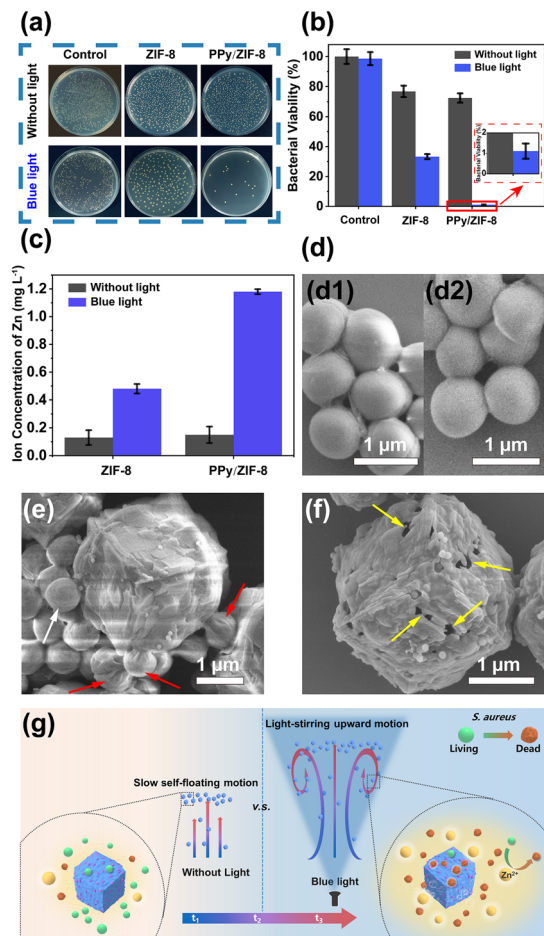 (a)
Control
ZIF-8
PPy/ZIF-8
Without light
Blue light
(b)
Without light
Blue light
Bacterial Viability (%)
100
80
60
40
20
0
Control
ZIF-8
PPy/ZIF-8
Bacterial Viability (%)
2
1
0
(c)
Without light
Blue light
Ion Concentration of Zn (mg L⁻¹)
1.2
1.0
0.8
0.6
0.4
0.2
0.0
ZIF-8
PPy/ZIF-8
(d)
(d1)
(d2)
1 μm
1 μm
(e)
1 μm
(f)
1 μm
(g)
Light-stirring upward motion
S. aureus
Living
Dead
Slow self-floating motion
v.s.
Without Light
Blue light
Zn²⁺
t₁
t₂
t₃